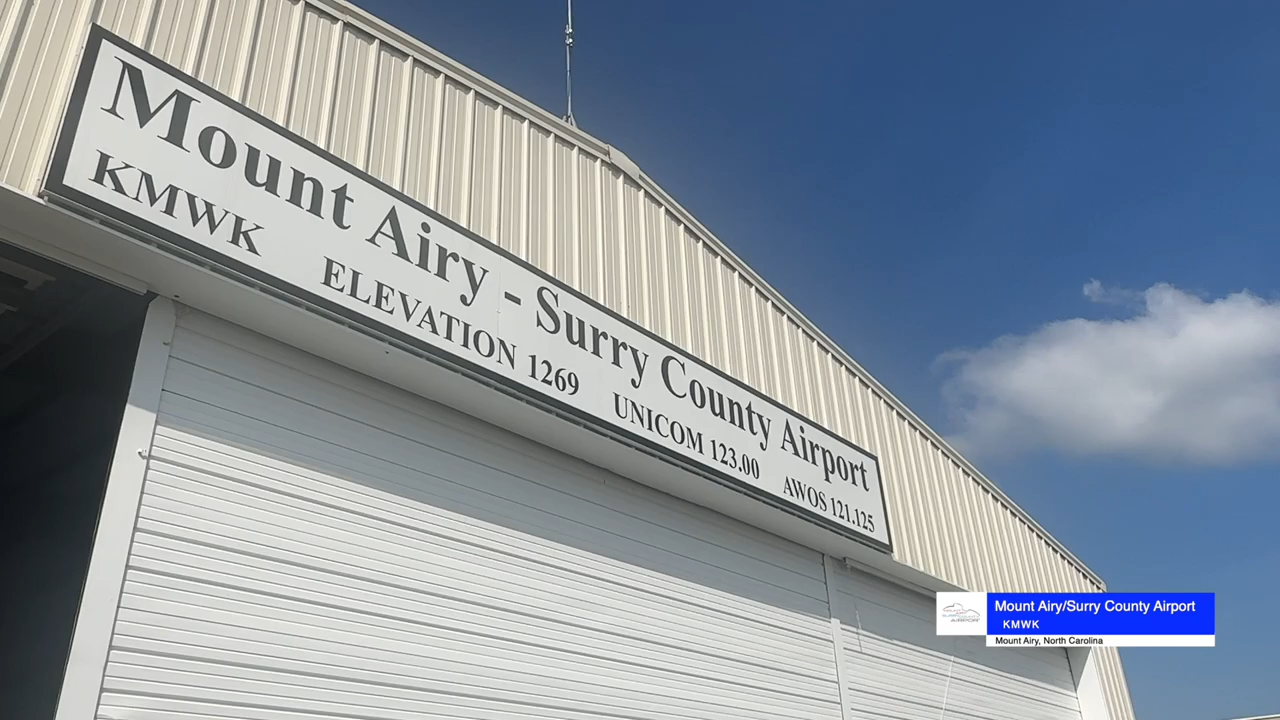 Mount Airy - Surry County Airport
KMWK ELEVATION 1269 UNICOM 123.00 AWOS 121.125
Mount Airy/Surry County Airport
KMWK
Mount Airy, North Carolina